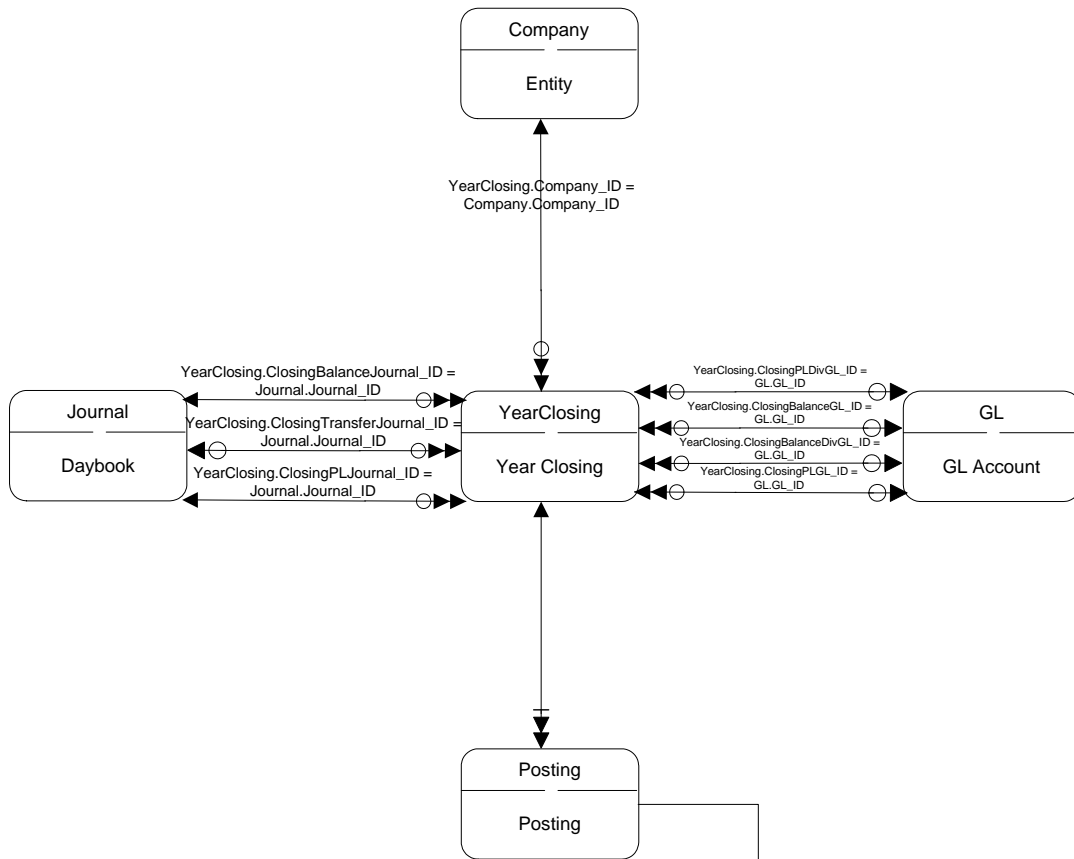 Company
Entity
YearClosing.Company_ID =
Company.Company_ID
YearClosing.ClosingBalanceJournal_ID =
Journal.Journal_ID
YearClosing.ClosingTransferJournal_ID =
Journal.Journal_ID
YearClosing.ClosingPLJournal_ID =
Journal.Journal_ID
Journal
Daybook
YearClosing
Year Closing
YearClosing.ClosingPLDivGL_ID =
GL.GL_ID
YearClosing.ClosingBalanceGL_ID =
GL.GL_ID
YearClosing.ClosingBalanceDivGL_ID =
GL.GL_ID
YearClosing.ClosingPLGL_ID =
GL.GL_ID
GL
GL Account
Posting
Posting